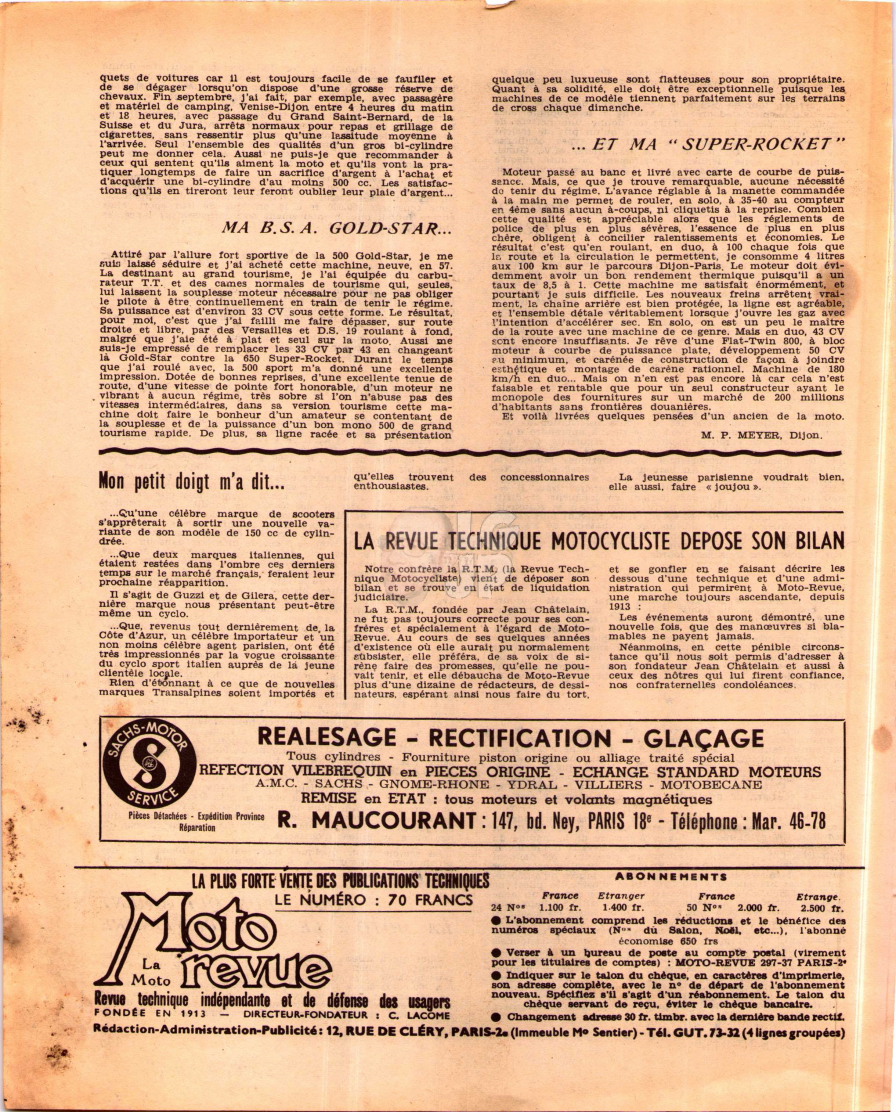 quets de voitures car il est toujours facile de se faufiler et
de se dégager lorsqu'on dispose d'une grosse réserve de
chevaux. Fin septembre, j'ai fait, par exemple, avec passagère
et matériel de camping, Venise-Dijon entre 4 heures du matin
et 18 heures, avec passage du Grand Saint-Bernard, de la
Suisse et du Jura, arrêts normaux pour repas et grillage de
cigarettes, sans ressentir plus qu'une lassitude moyenne à
l'arrivée. Seul l'ensemble des qualités d'un gros bi-cylindre
peut me donner cela. Aussi ne puis-je que recommander à
ceux qui sentent qu'ils aiment la moto et qu'ils vont la pra-
tiquer longtemps de faire un sacrifice d'argent à l'achat et
d'acquérir une bi-cylindre d'au moins 500 cc. Les satisfac-
tions qu'ils en tireront leur feront oublier leur plaie d'argent...
MA B.S.A. GOLD-STAR...
Attiré par l'allure fort sportive de la 500 Gold-Star, je me
suis laissé séduire et j'ai acheté cette machine, neuve, en 57.
La destinant au grand tourisme, je l'ai équipée du carbu-
rateur T.T. et des cames normales de tourisme qui, seules,
lui laissent la souplesse moteur nécessaire pour ne pas obliger
le pilote à être continuellement en train de tenir le régime.
Sa puissance est d'environ 33 CV sous cette forme. Le résultat,
pour moi, c'est que j'ai failli me faire dépasser, sur route
droite et libre, par des Versailles et D.S. 19 roulant à fond,
malgré que j'aie été à plat et seul sur la moto. Aussi me
suis-je empressé de remplacer les 33 CV par 43 en changeant
la Gold-Star contre la 650 Super-Rocket. Durant le temps
que j'ai roulé avec, la 500 sport m'a donné une excellente
impression. Dotée de bonnes reprises, d'une excellente tenue de
route, d'une vitesse de pointe fort honorable, d'un moteur ne
vibrant à aucun régime, très sobre si l'on n'abuse pas des
vitesses intermédiaires, dans sa version tourisme cette ma-
chine doit faire le bonheur d'un amateur se contentant de
la souplesse et de la puissance d'un bon mono 500 de grand
tourisme rapide. De plus, sa ligne racée et sa présentation
quelque peu luxueuse sont flatteuses pour son propriétaire.
Quant à sa solidité, elle doit être exceptionnelle puisque les
machines de ce modèle tiennent parfaitement sur les terrains
de cross chaque dimanche.
... ET MA " SUPER-ROCKET "
Moteur passé au banc et livré avec carte de courbe de puis-
sance. Mais, ce que je trouve remarquable, aucune nécessité
de tenir du régime. L'avance réglable à la manette commandée
à la main me permet de rouler, en solo, à 35-40 au compteur
en 4ème sans aucun à-coups, ni cliquetis à la reprise. Combien
cette qualité est appréciable alors que les réglements de
police de plus en plus sévères, l'essence de plus en plus
chère, obligent à concilier ralentissements et économies. Le
résultat c'est qu'en roulant, en duo, à 100 chaque fois que
la route et la circulation le permettent, je consomme 4 litres
aux 100 km sur le parcours Dijon-Paris. Le moteur doit évi-
demment avoir un bon rendement thermique puisqu'il a un
taux de 8,5 à 1. Cette machine me satisfait énormément, et
pourtant je suis difficile. Les nouveaux freins arrêtent vrai-
ment, la chaîne arrière est bien protégée, la ligne est agréable,
et l'ensemble détale véritablement lorsque j'ouvre les gaz avec
l'intention d'accélérer sec. En solo, on est un peu le maître
de la route avec une machine de ce genre. Mais en duo, 43 CV
sont encore insuffisants. Je rêve d'une Flat-Twin 800, à bloc
moteur à courbe de puissance plate, développement 50 CV
au minimum, et carénée de construction de façon à joindre
esthétique et montage de carène rationnel. Machine de 180
km/h en duo... Mais on n'en est pas encore là car cela n'est
faisable et rentable que pour un seul constructeur ayant le
monopole des fournitures sur un marché de 200 millions
d'habitants sans frontières douanières.
Et voilà livrées quelques pensées d'un ancien de la moto.
M. P. MEYER, Dijon.
Mon petit doigt m'a dit...
...Qu'une célèbre marque de scooters
s'apprêterait à sortir une nouvelle va-
riante de son modèle de 150 cc de cylin-
drée.
...Que deux marques italiennes, qui
étaient restées dans l'ombre ces derniers
temps sur le marché français, feraient leur
prochaine réapparition.
Il s'agit de Guzzi et de Gilera, cette der-
nière marque nous présentant peut-être
même un cyclo.
...Que, revenus tout dernièrement de la
Côte d'Azur, un célèbre importateur et un
non moins célèbre agent parisien, ont été
très impressionnés par la vogue croissante
du cyclo sport italien auprès de la jeune
clientèle locale.
Rien d'étonnant à ce que de nouvelles
marques Transalpines soient importés et
qu'elles trouvent des concessionnaires
enthousiastes.
La jeunesse parisienne voudrait bien,
elle aussi, faire « joujou ».
LA REVUE TECHNIQUE MOTOCYCLISTE DEPOSE SON BILAN
Notre confrère la R.T.M. (la Revue Tech-
nique Motocycliste) vient de déposer son
bilan et se trouve en état de liquidation
judiciaire.
La R.T.M., fondée par Jean Châtelain,
ne fut pas toujours correcte pour ses con-
frères et spécialement à l'égard de Moto-
Revue. Au cours de ses quelques années
d'existence où elle aurait pu normalement
subsister, elle préféra, de sa voix de si-
rène faire des promesses, qu'elle ne pou-
vait tenir, et elle débaucha de Moto-Revue
plus d'une dizaine de rédacteurs, de dessi-
nateurs, espérant ainsi nous faire du tort,
et se gonfler en se faisant décrire les
dessous d'une technique et d'une admi-
nistration qui permirent à Moto-Revue,
une marche toujours ascendante, depuis
1913 :
Les événements auront démontré, une
nouvelle fois, que des manœuvres si bla-
mables ne payent jamais.
Néanmoins, en cette pénible circons-
tance qu'il nous soit permis d'adresser à
son fondateur Jean Châtelain et aussi à
ceux des nôtres qui lui firent confiance,
nos confraternelles condoléances.
SACHS-MOTOR
S
SERVICE
Pièces Détachées - Expédition Province
Réparation
REALESAGE - RECTIFICATION - GLAÇAGE
Tous cylindres - Fourniture piston origine ou alliage traité spécial
REFECTION VILEBREQUIN en PIECES ORIGINE - ECHANGE STANDARD MOTEURS
A.M.C. - SACHS - GNOME-RHONE - YDRAL - VILLIERS - MOTOBECANE
REMISE en ETAT : tous moteurs et volants magnétiques
R. MAUCOURANT : 147, bd. Ney, PARIS 18e - Téléphone : Mar. 46-78
LA PLUS FORTE VENTE DES PUBLICATIONS TECHNIQUES
LE NUMÉRO : 70 FRANCS
Moto
revue
La
Moto
Revue technique indépendante et de défense des usagers
FONDÉE EN 1913 — DIRECTEUR-FONDATEUR : C. LACOME
ABONNEMENTS
France Etranger France Etrange.
24 Nos 1.100 fr. 1.400 fr. 50 Nos 2.000 fr. 2.500 fr.
● L'abonnement comprend les réductions et le bénéfice des
numéros spéciaux (Nos du Salon, Noël, etc...), l'abonné
économise 650 frs
● Verser à un bureau de poste au compte postal (virement
pour les titulaires de comptes) : MOTO-REVUE 297-37 PARIS-2e
● Indiquer sur le talon du chèque, en caractères d'imprimerie,
son adresse complète, avec le n° de départ de l'abonnement
nouveau. Spécifiez s'il s'agit d'un réabonnement. Le talon du
chèque servant de reçu, éviter le chèque bancaire.
● Changement adresse 30 fr. timbr. avec la dernière bande rectif.
Rédaction-Administration-Publicité : 12, RUE DE CLÉRY, PARIS-2e (Immeuble Mo Sentier) - Tél. GUT. 73-32 (4 lignes groupées)